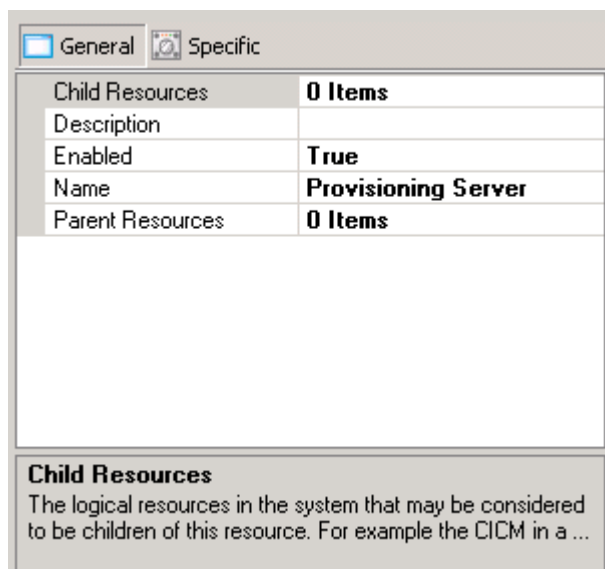 General Specific
Child Resources 0 Items
Description
Enabled True
Name Provisioning Server
Parent Resources 0 Items
Child Resources
The logical resources in the system that may be considered
to be children of this resource. For example the CICM in a ...